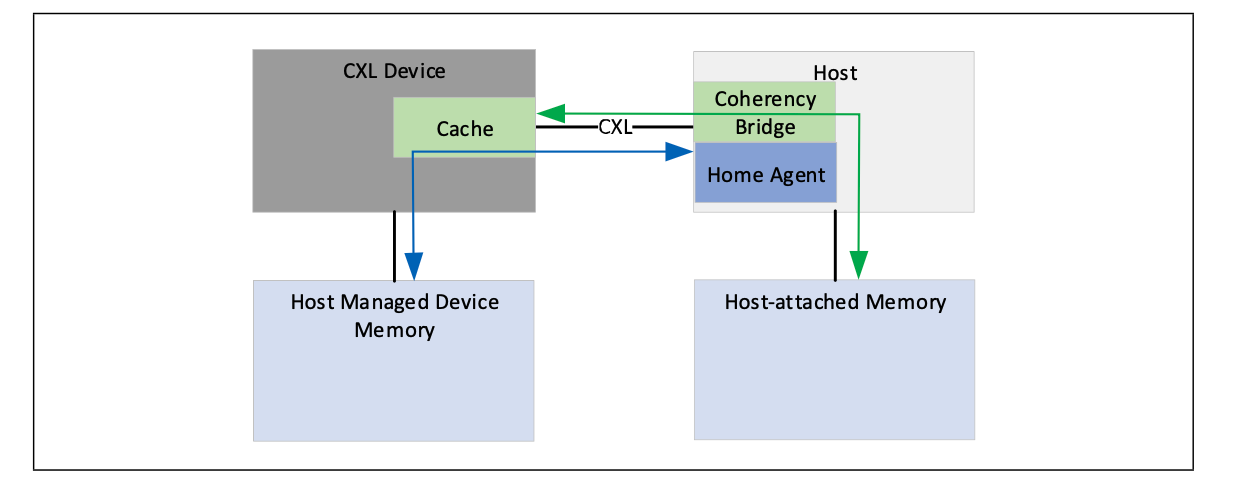 CXL Device
Host
Cache
CXL
Coherency
Bridge
Home Agent
Host Managed Device
Memory
Host-attached Memory